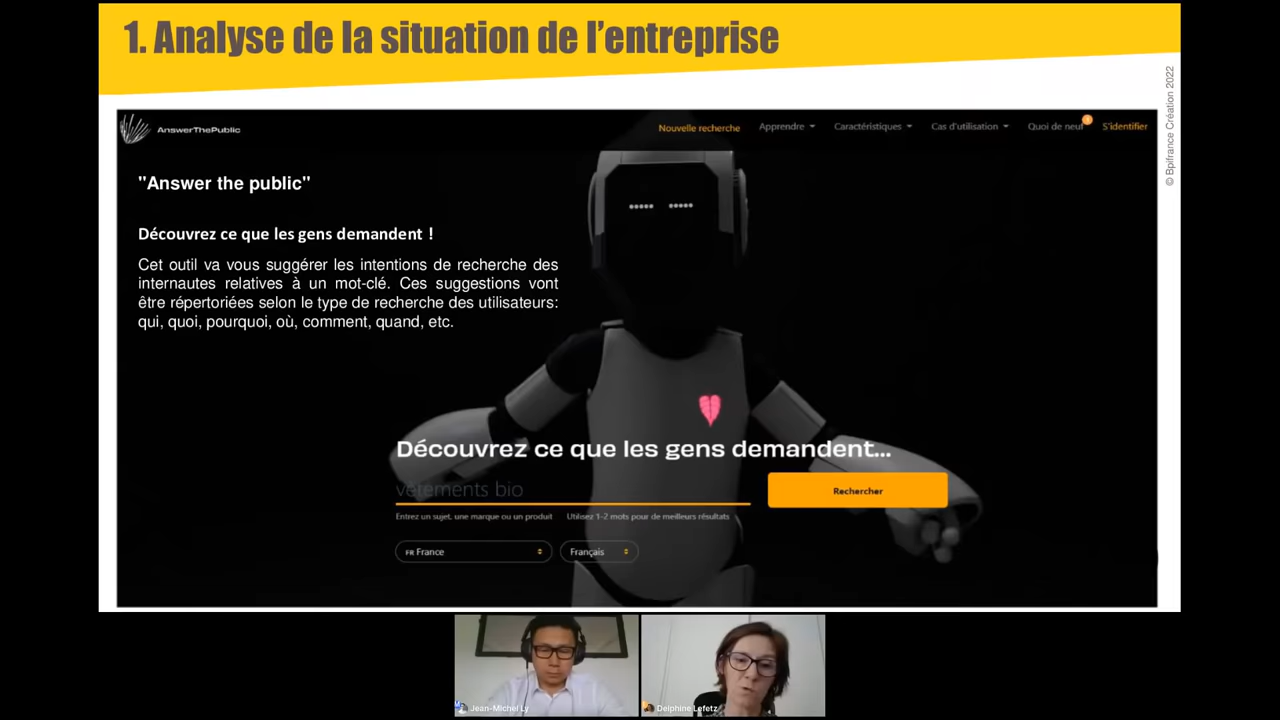 1. Analyse de la situation de l'entreprise
© Bpifrance Création 2022
AnswerThePublic
Nouvelle recherche
Apprendre
Caractéristiques
Cas d'utilisation
Quoi de neuf
S'identifier
"Answer the public"
Découvrez ce que les gens demandent !
Cet outil va vous suggérer les intentions de recherche des
internautes relatives à un mot-clé. Ces suggestions vont
être répertoriées selon le type de recherche des utilisateurs:
qui, quoi, pourquoi, où, comment, quand, etc.
Découvrez ce que les gens demandent...
verements bio
Rechercher
Entrez un sujet, une marque ou un produit
Utilisez 1-2 mots pour de meilleurs résultats
FR France
Français
Jean-Michel Ly
Delphine Lefetz